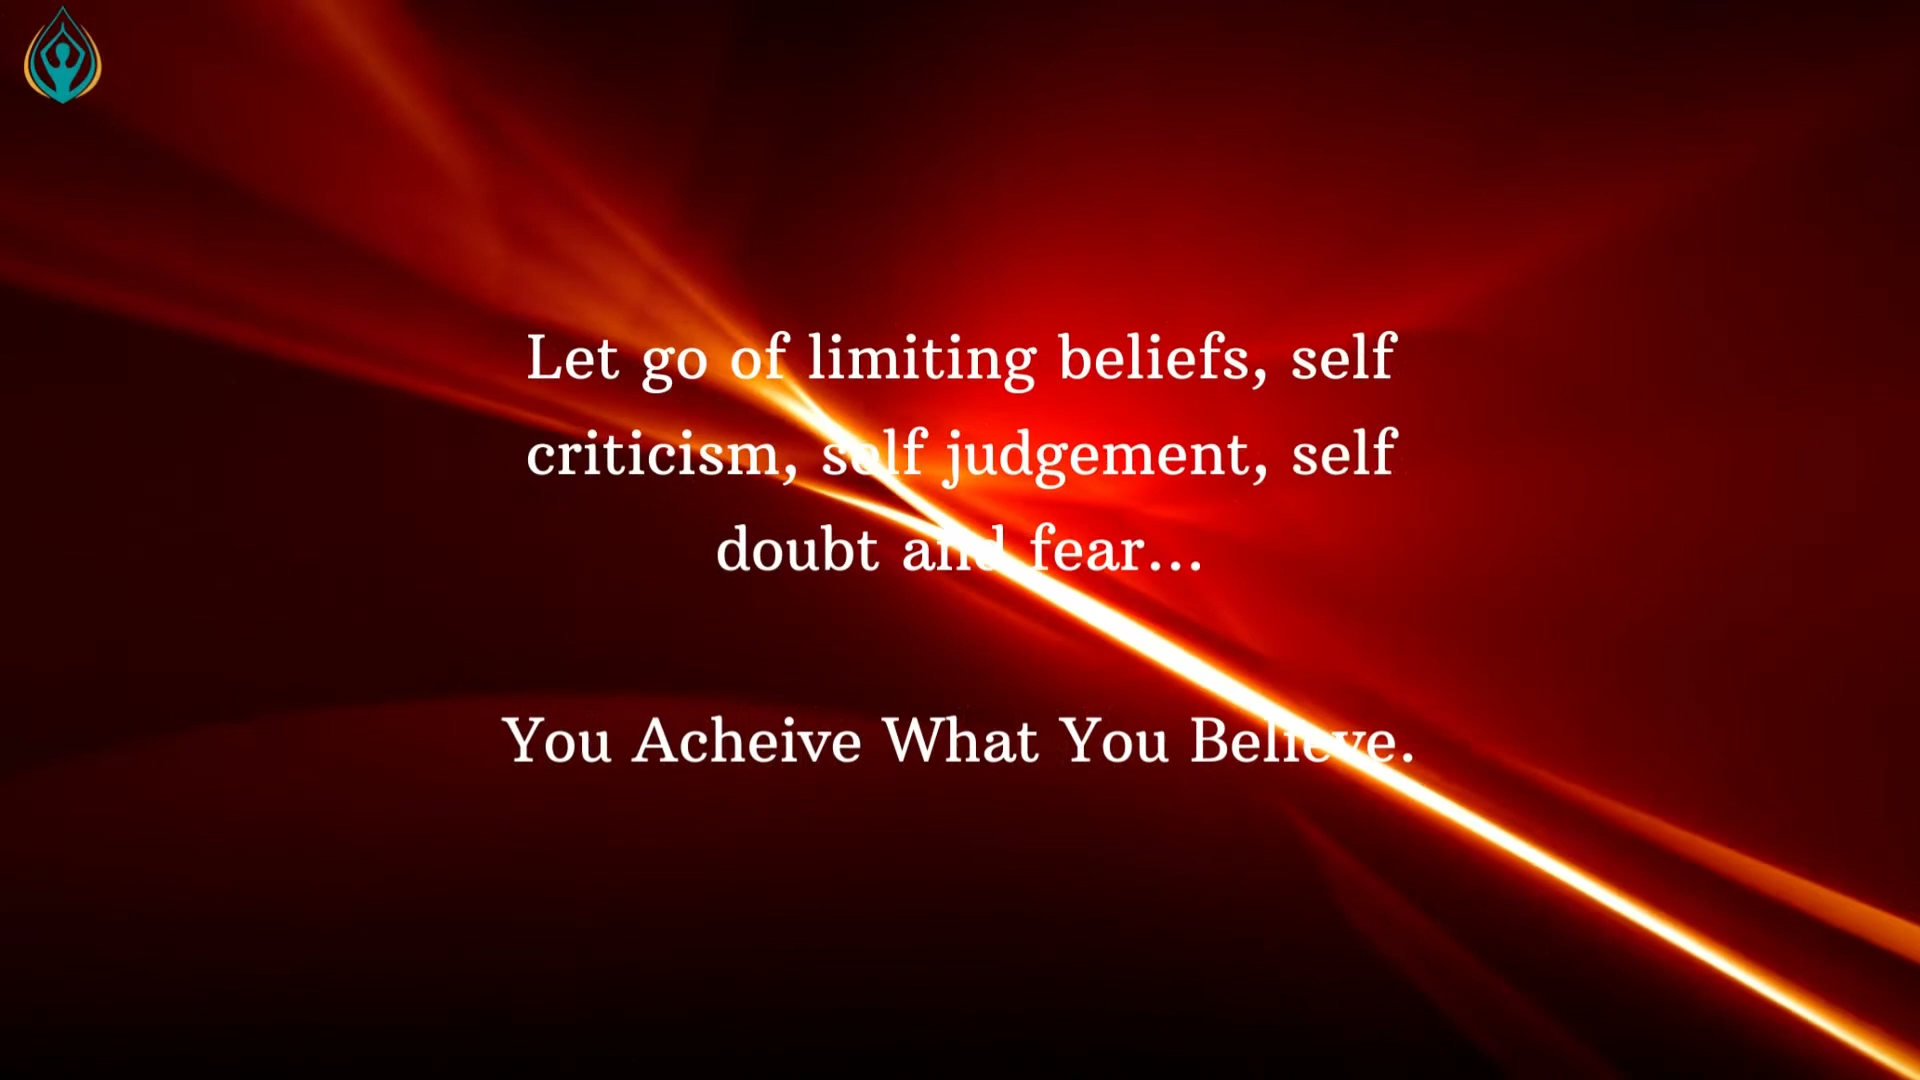 Let go of limiting beliefs, self
criticism, self judgement, self
doubt and fear...
You Acheive What You Believe.